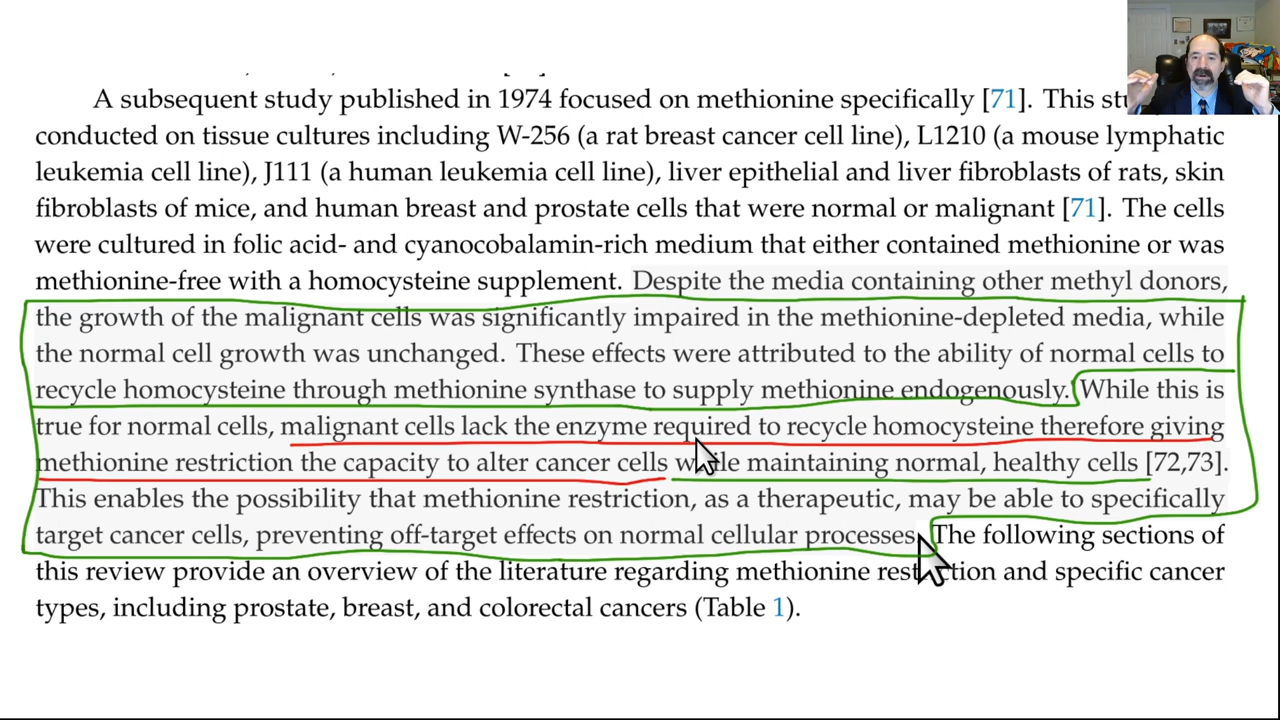 A subsequent study published in 1974 focused on methionine specifically [71]. This
conducted on tissue cultures including W-256 (a rat breast cancer cell line), L1210 (a mouse lymphatic
leukemia cell line), J111 (a human leukemia cell line), liver epithelial and liver fibroblasts of rats, skin
fibroblasts of mice, and human breast and prostate cells that were normal or malignant [71]. The cells
were cultured in folic acid- and cyanocobalamin-rich medium that either contained methionine or was
methionine-free with a homocysteine supplement. Despite the media containing other methyl donors,
the growth of the malignant cells was significantly impaired in the methionine-depleted media, while
the normal cell growth was unchanged. These effects were attributed to the ability of normal cells to
recycle homocysteine through methionine synthase to supply methionine endogenously. While this is
true for normal cells, malignant cells lack the enzyme required to recycle homocysteine therefore giving
methionine restriction the capacity to alter cancer cells while maintaining normal, healthy cells [72,73].
This enables the possibility that methionine restriction, as a therapeutic, may be able to specifically
target cancer cells, preventing off-target effects on normal cellular processes. The following sections of
this review provide an overview of the literature regarding methionine restriction and specific cancer
types, including prostate, breast, and colorectal cancers (Table 1).